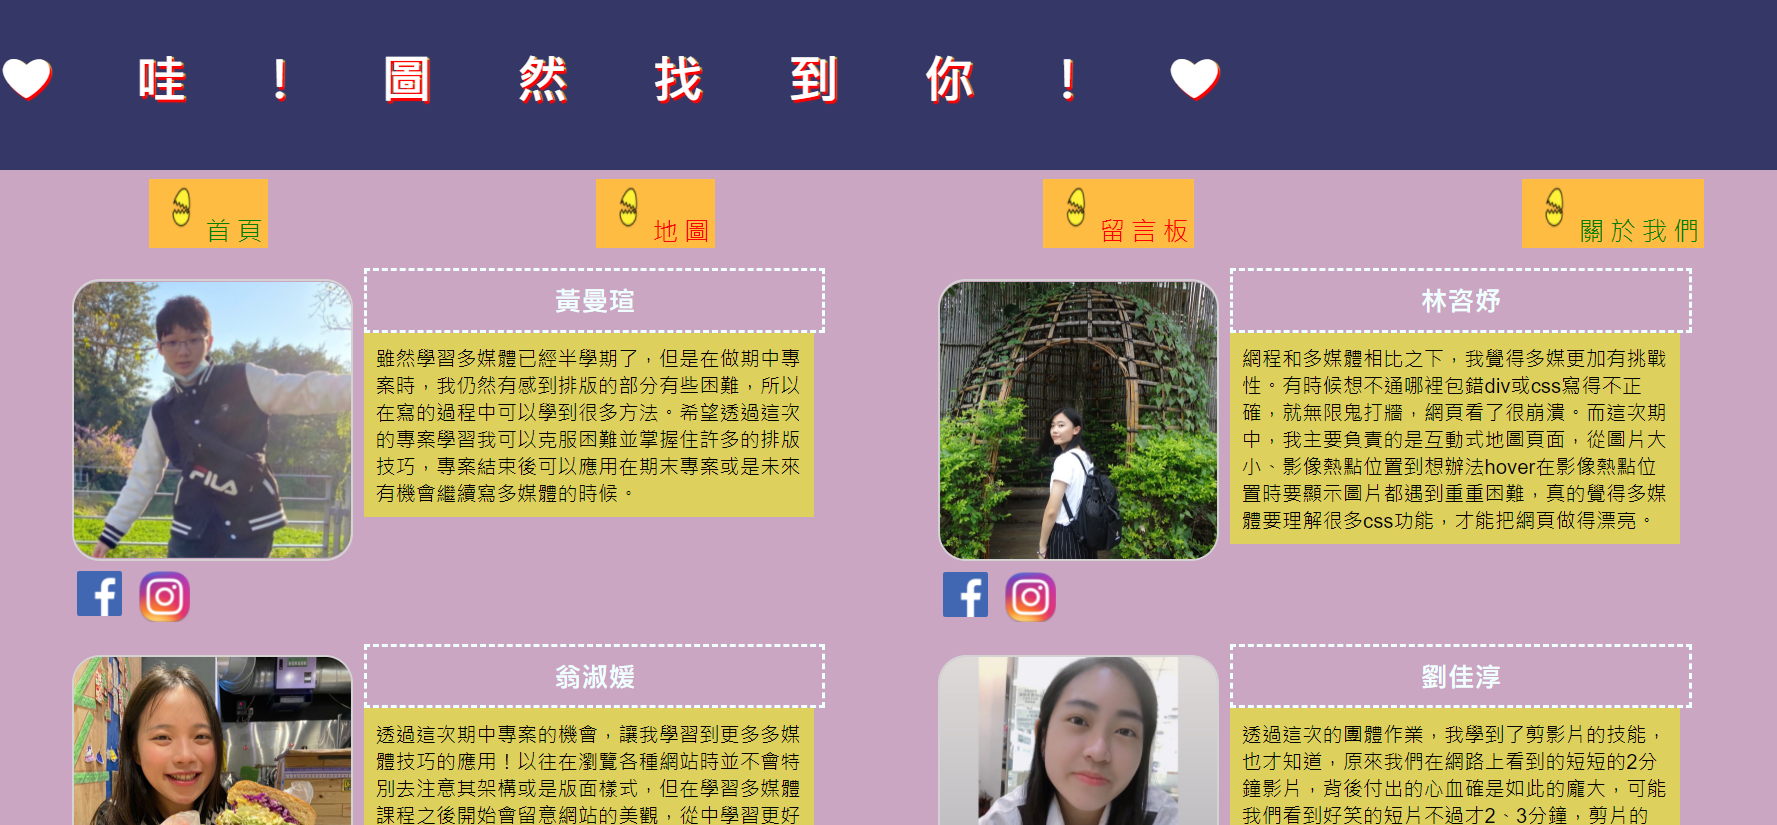 ♥ 哇 ! 圖 然 找 到 你 ! ♥
首頁
地圖
留言板
關於我們
黃曼瑄
雖然學習多媒體已經半學期了，但是在做期中專
案時，我仍然有感到排版的部分有些困難，所以
在寫的過程中可以學到很多方法。希望透過這次
的專案學習我可以克服困難並掌握住許多的排版
技巧，專案結束後可以應用在期末專案或是未來
有機會繼續寫多媒體的時候。
FILA
林咨妤
網程和多媒體相比之下，我覺得多媒更加有挑戰
性。有時候想不通哪裡包錯div或css寫得不正
確，就無限鬼打牆，網頁看了很崩潰。而這次期
中，我主要負責的是互動式地圖頁面，從圖片大
小、影像熱點位置到想辦法hover在影像熱點位
置時要顯示圖片都遇到重重困難，真的覺得多媒
體要理解很多css功能，才能把網頁做得漂亮。
翁淑媛
透過這次期中專案的機會，讓我學習到更多多媒
體技巧的應用！以往在瀏覽各種網站時並不會特
別去注意其架構或是版面樣式，但在學習多媒體
課程之後開始會留意網站的美觀，從中學習更好
劉佳淳
透過這次的團體作業，我學到了剪影片的技能，
也才知道，原來我們在網路上看到的短短的2分
鐘影片，背後付出的心血確是如此的龐大，可能
我們看到好笑的短片不過才2、3分鐘，剪片的